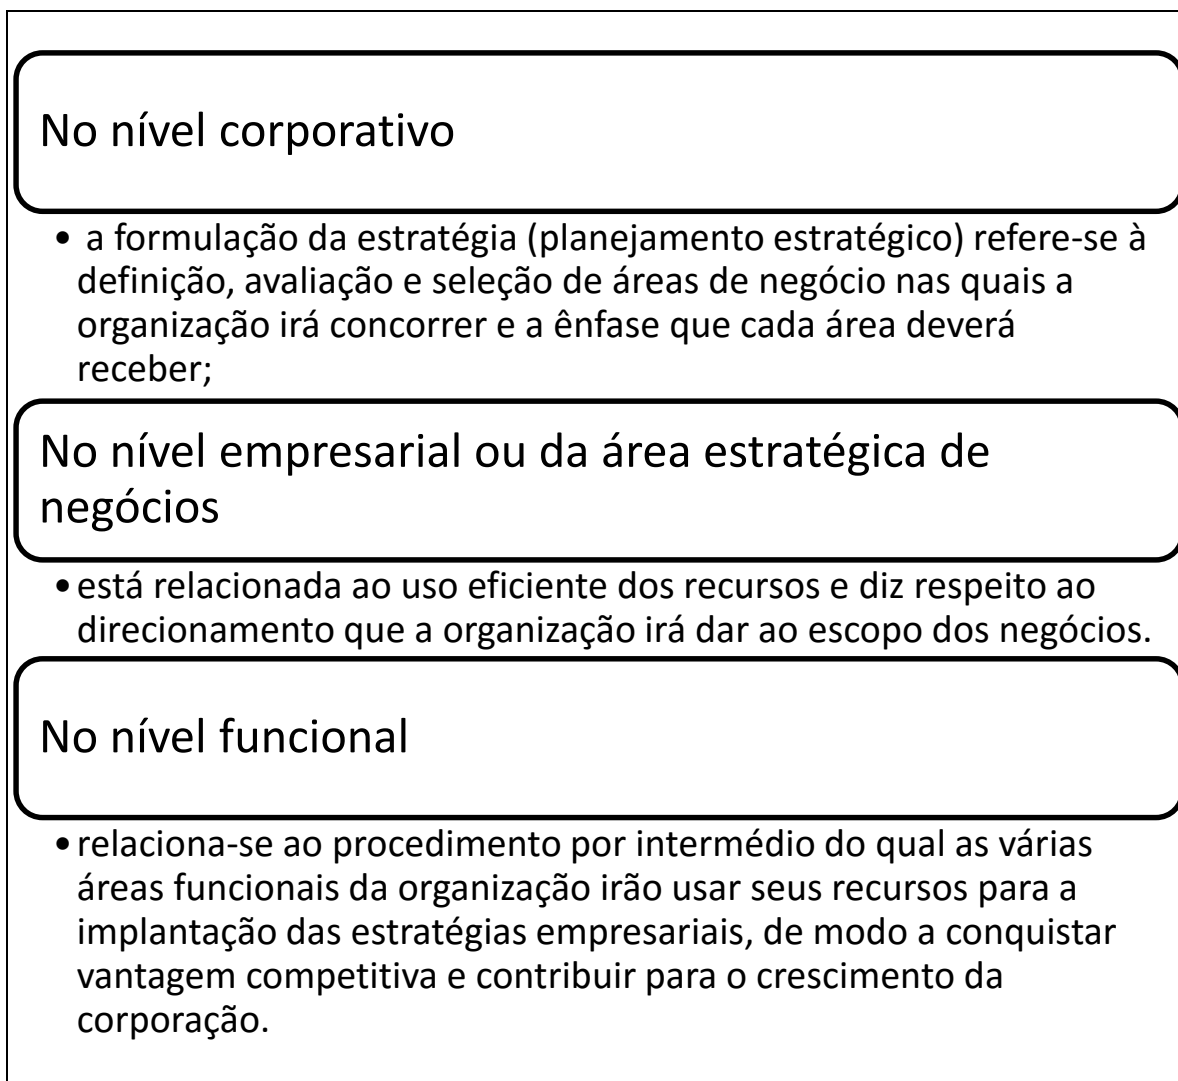 No nível corporativo
• a formulação da estratégia (planejamento estratégico) refere-se à
definição, avaliação e seleção de áreas de negócio nas quais a
organização irá concorrer e a ênfase que cada área deverá
receber;
No nível empresarial ou da área estratégica de
negócios
• está relacionada ao uso eficiente dos recursos e diz respeito ao
direcionamento que a organização irá dar ao escopo dos negócios.
No nível funcional
• relaciona-se ao procedimento por intermédio do qual as várias
áreas funcionais da organização irão usar seus recursos para a
implantação das estratégias empresariais, de modo a conquistar
vantagem competitiva e contribuir para o crescimento da
corporação.